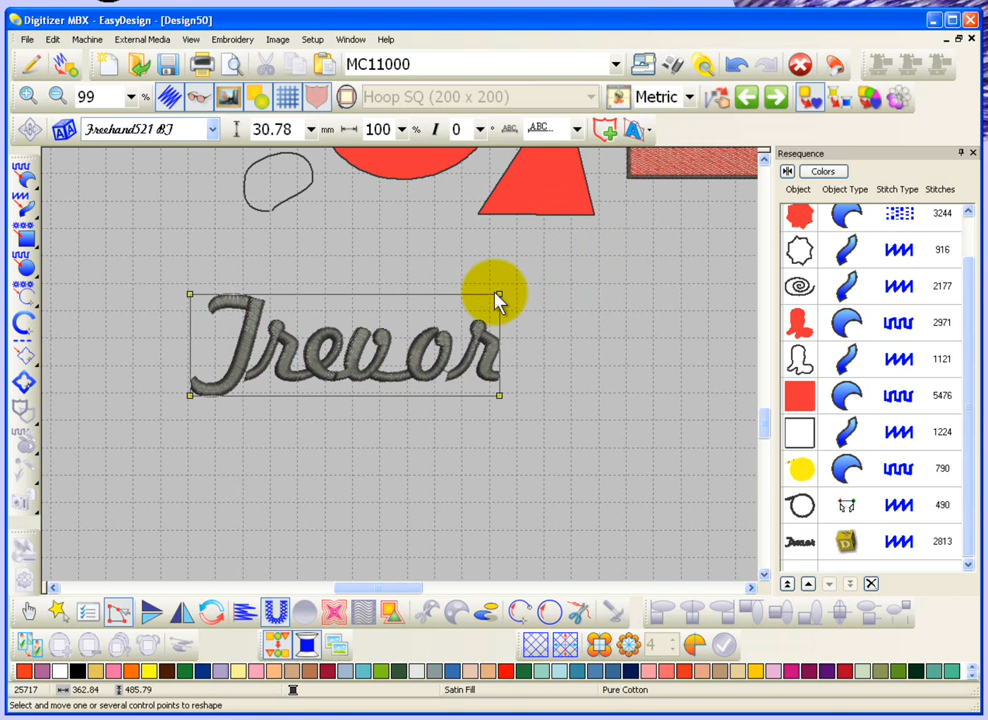 Digitizer MBX - EasyDesign - [Design50]
File Edit Machine External Media View Embroidery Image Setup Window Help
MC11000
99 % Hoop SQ (200 x 200) Metric
Freehand521 BJ 30.78 mm 100 % I 0 ° ABC ABC
Resequence
Colors
Object Object Type Stitch Type Stitches
3244
916
2177
2971
1121
5476
1224
790
490
Trevor D 2813
Trevor
4
25717 362.84 485.79 Satin Fill Pure Cotton
Select and move one or several control points to reshape